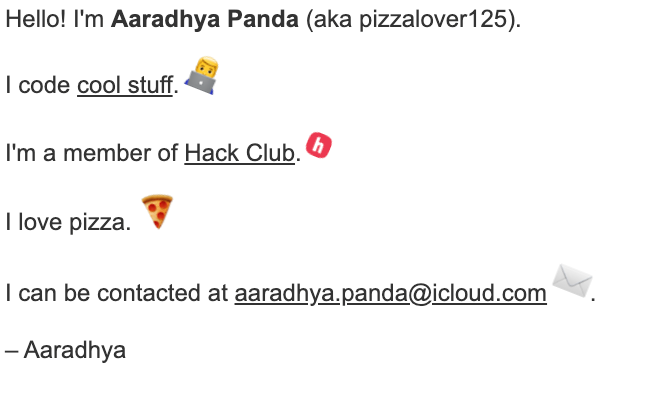 Hello! I'm Aaradhya Panda (aka pizzalover125).
I code cool stuff.
I'm a member of Hack Club. h
I love pizza.
I can be contacted at aaradhya.panda@icloud.com .
– Aaradhya